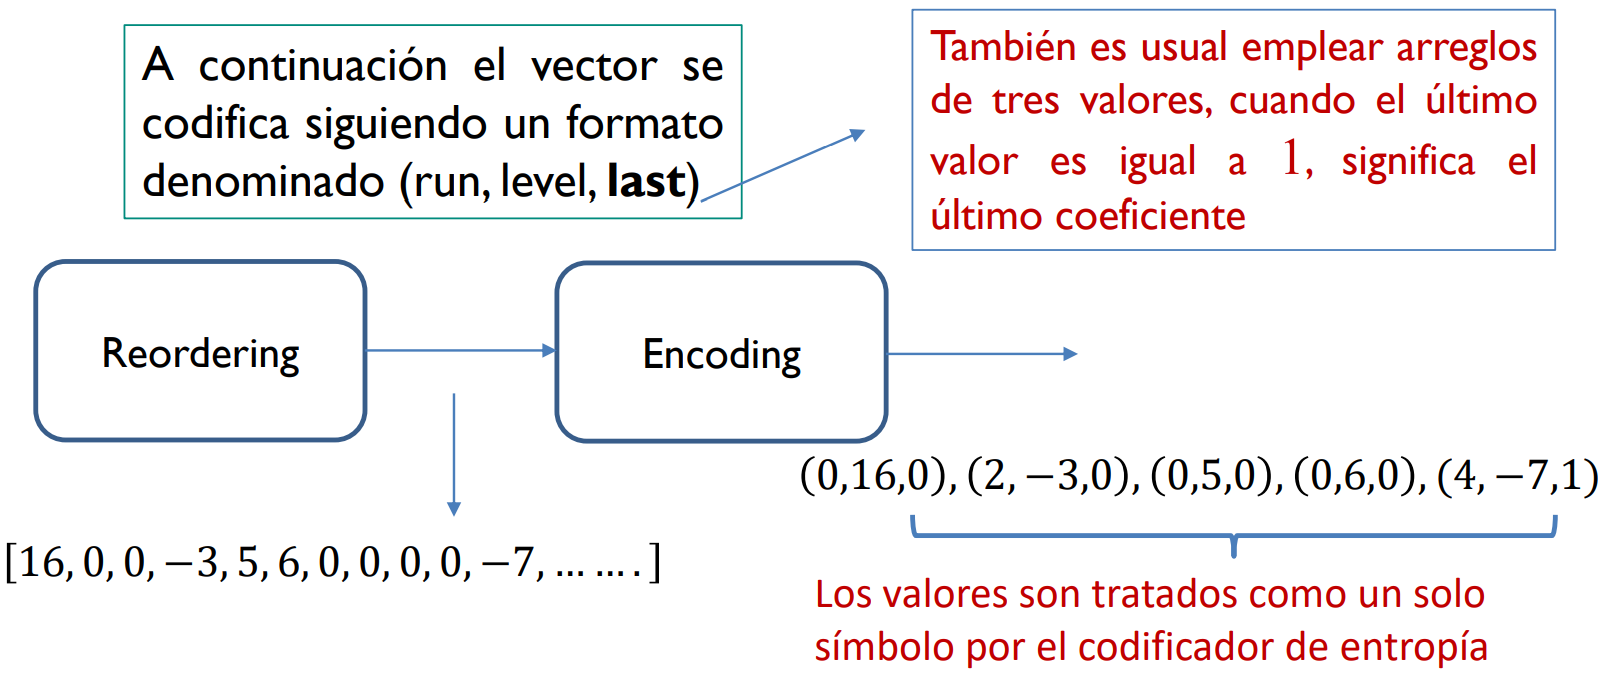 A continuación el vector se
codifica siguiendo un formato
denominado (run, level, last)
También es usual emplear arreglos
de tres valores, cuando el último
valor es igual a 1, significa el
último coeficiente
Reordering
Encoding
(0,16,0), (2, −3,0), (0,5,0), (0,6,0), (4, −7,1)
[16, 0, 0, −3, 5, 6, 0, 0, 0, 0, −7, … … . ]
Los valores son tratados como un solo
símbolo por el codificador de entropía